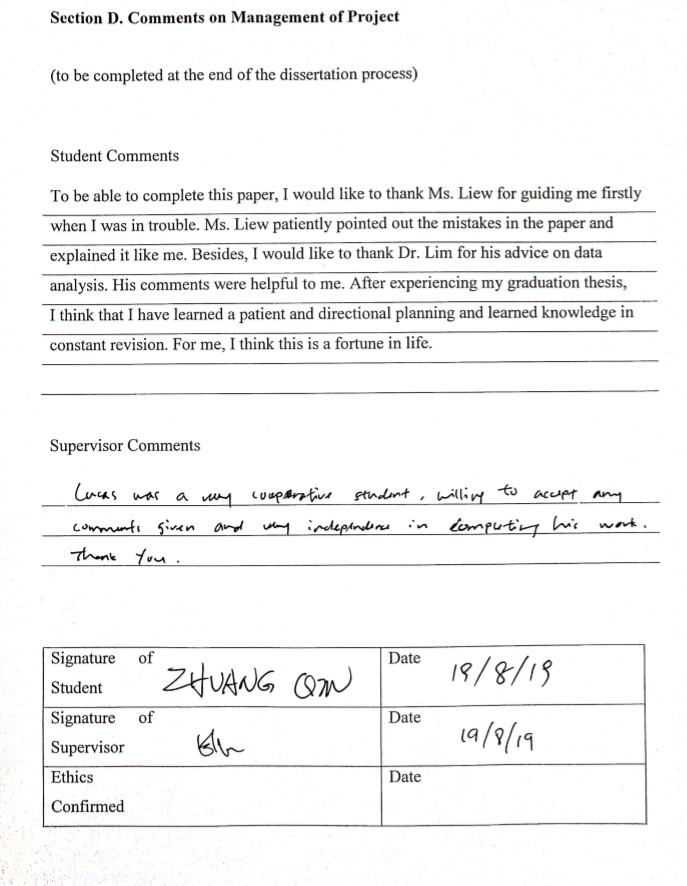 Section D. Comments on Management of Project
(to be completed at the end of the dissertation process)
Student Comments
To be able to complete this paper, I would like to thank Ms. Liew for guiding me firstly
when I was in trouble. Ms. Liew patiently pointed out the mistakes in the paper and
explained it like me. Besides, I would like to thank Dr. Lim for his advice on data
analysis. His comments were helpful to me. After experiencing my graduation thesis,
I think that I have learned a patient and directional planning and learned knowledge in
constant revision. For me, I think this is a fortune in life.
Supervisor Comments
Lucas was a very cooperative student, willing to accept any
comments given and very in his work.
Thank you.
Signature of
Student
ZHUANG
Date
Signature of
Supervisor
Date
19/8/19
Ethics
Confirmed
Date